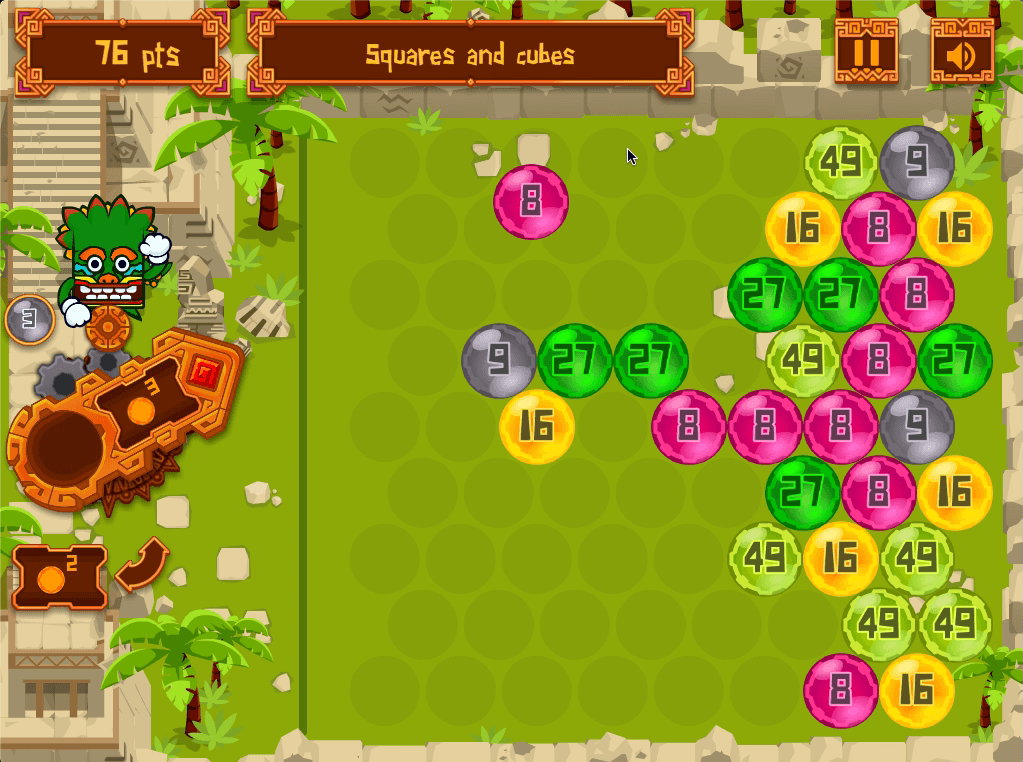 76 pts Squares and cubes
49 9
8
16 8 16
27 27 8
3
9 27 27 49 8 27
3
16 8 8 8 9
27 8 16
49 16 49
2
49 49
8 16